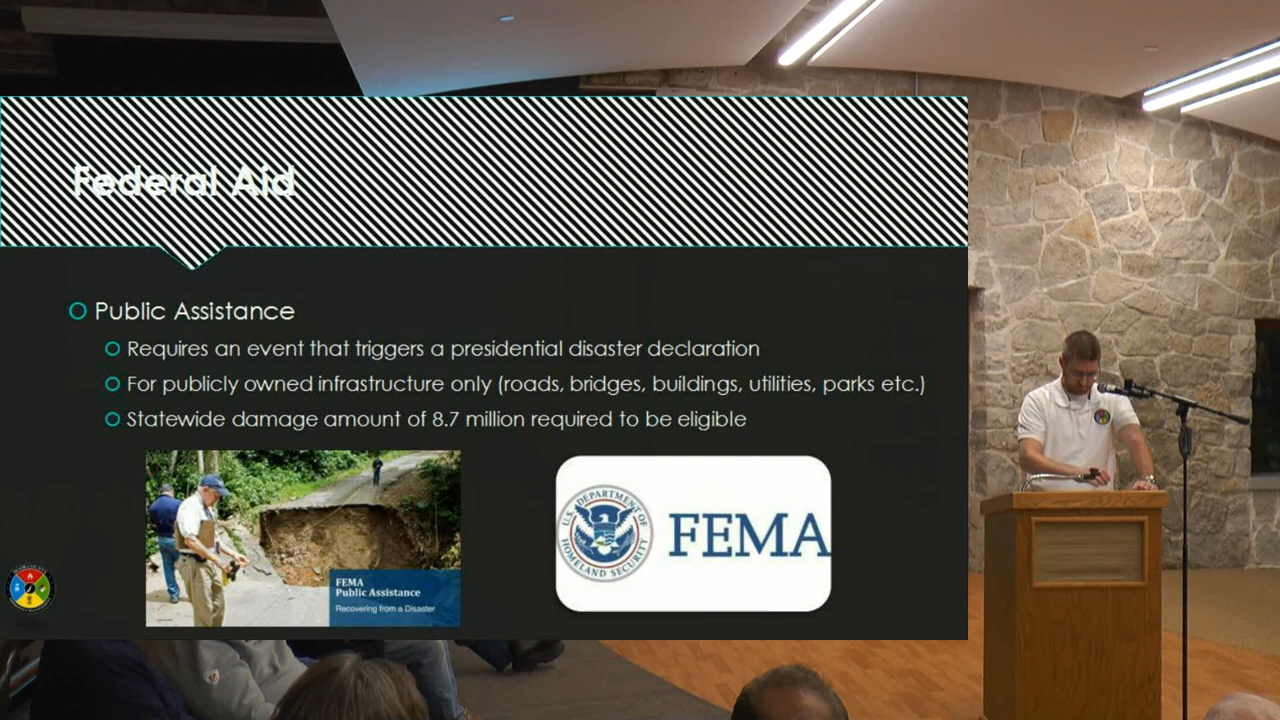 Federal Aid
Public Assistance
Requires an event that triggers a presidential disaster declaration
For publicly owned infrastructure only (roads, bridges, buildings, utilities, parks etc.)
Statewide damage amount of 8.7 million required to be eligible
FEMA
Public Assistance
Recovering from a Disaster
U.S. DEPARTMENT OF
HOMELAND SECURITY
FEMA